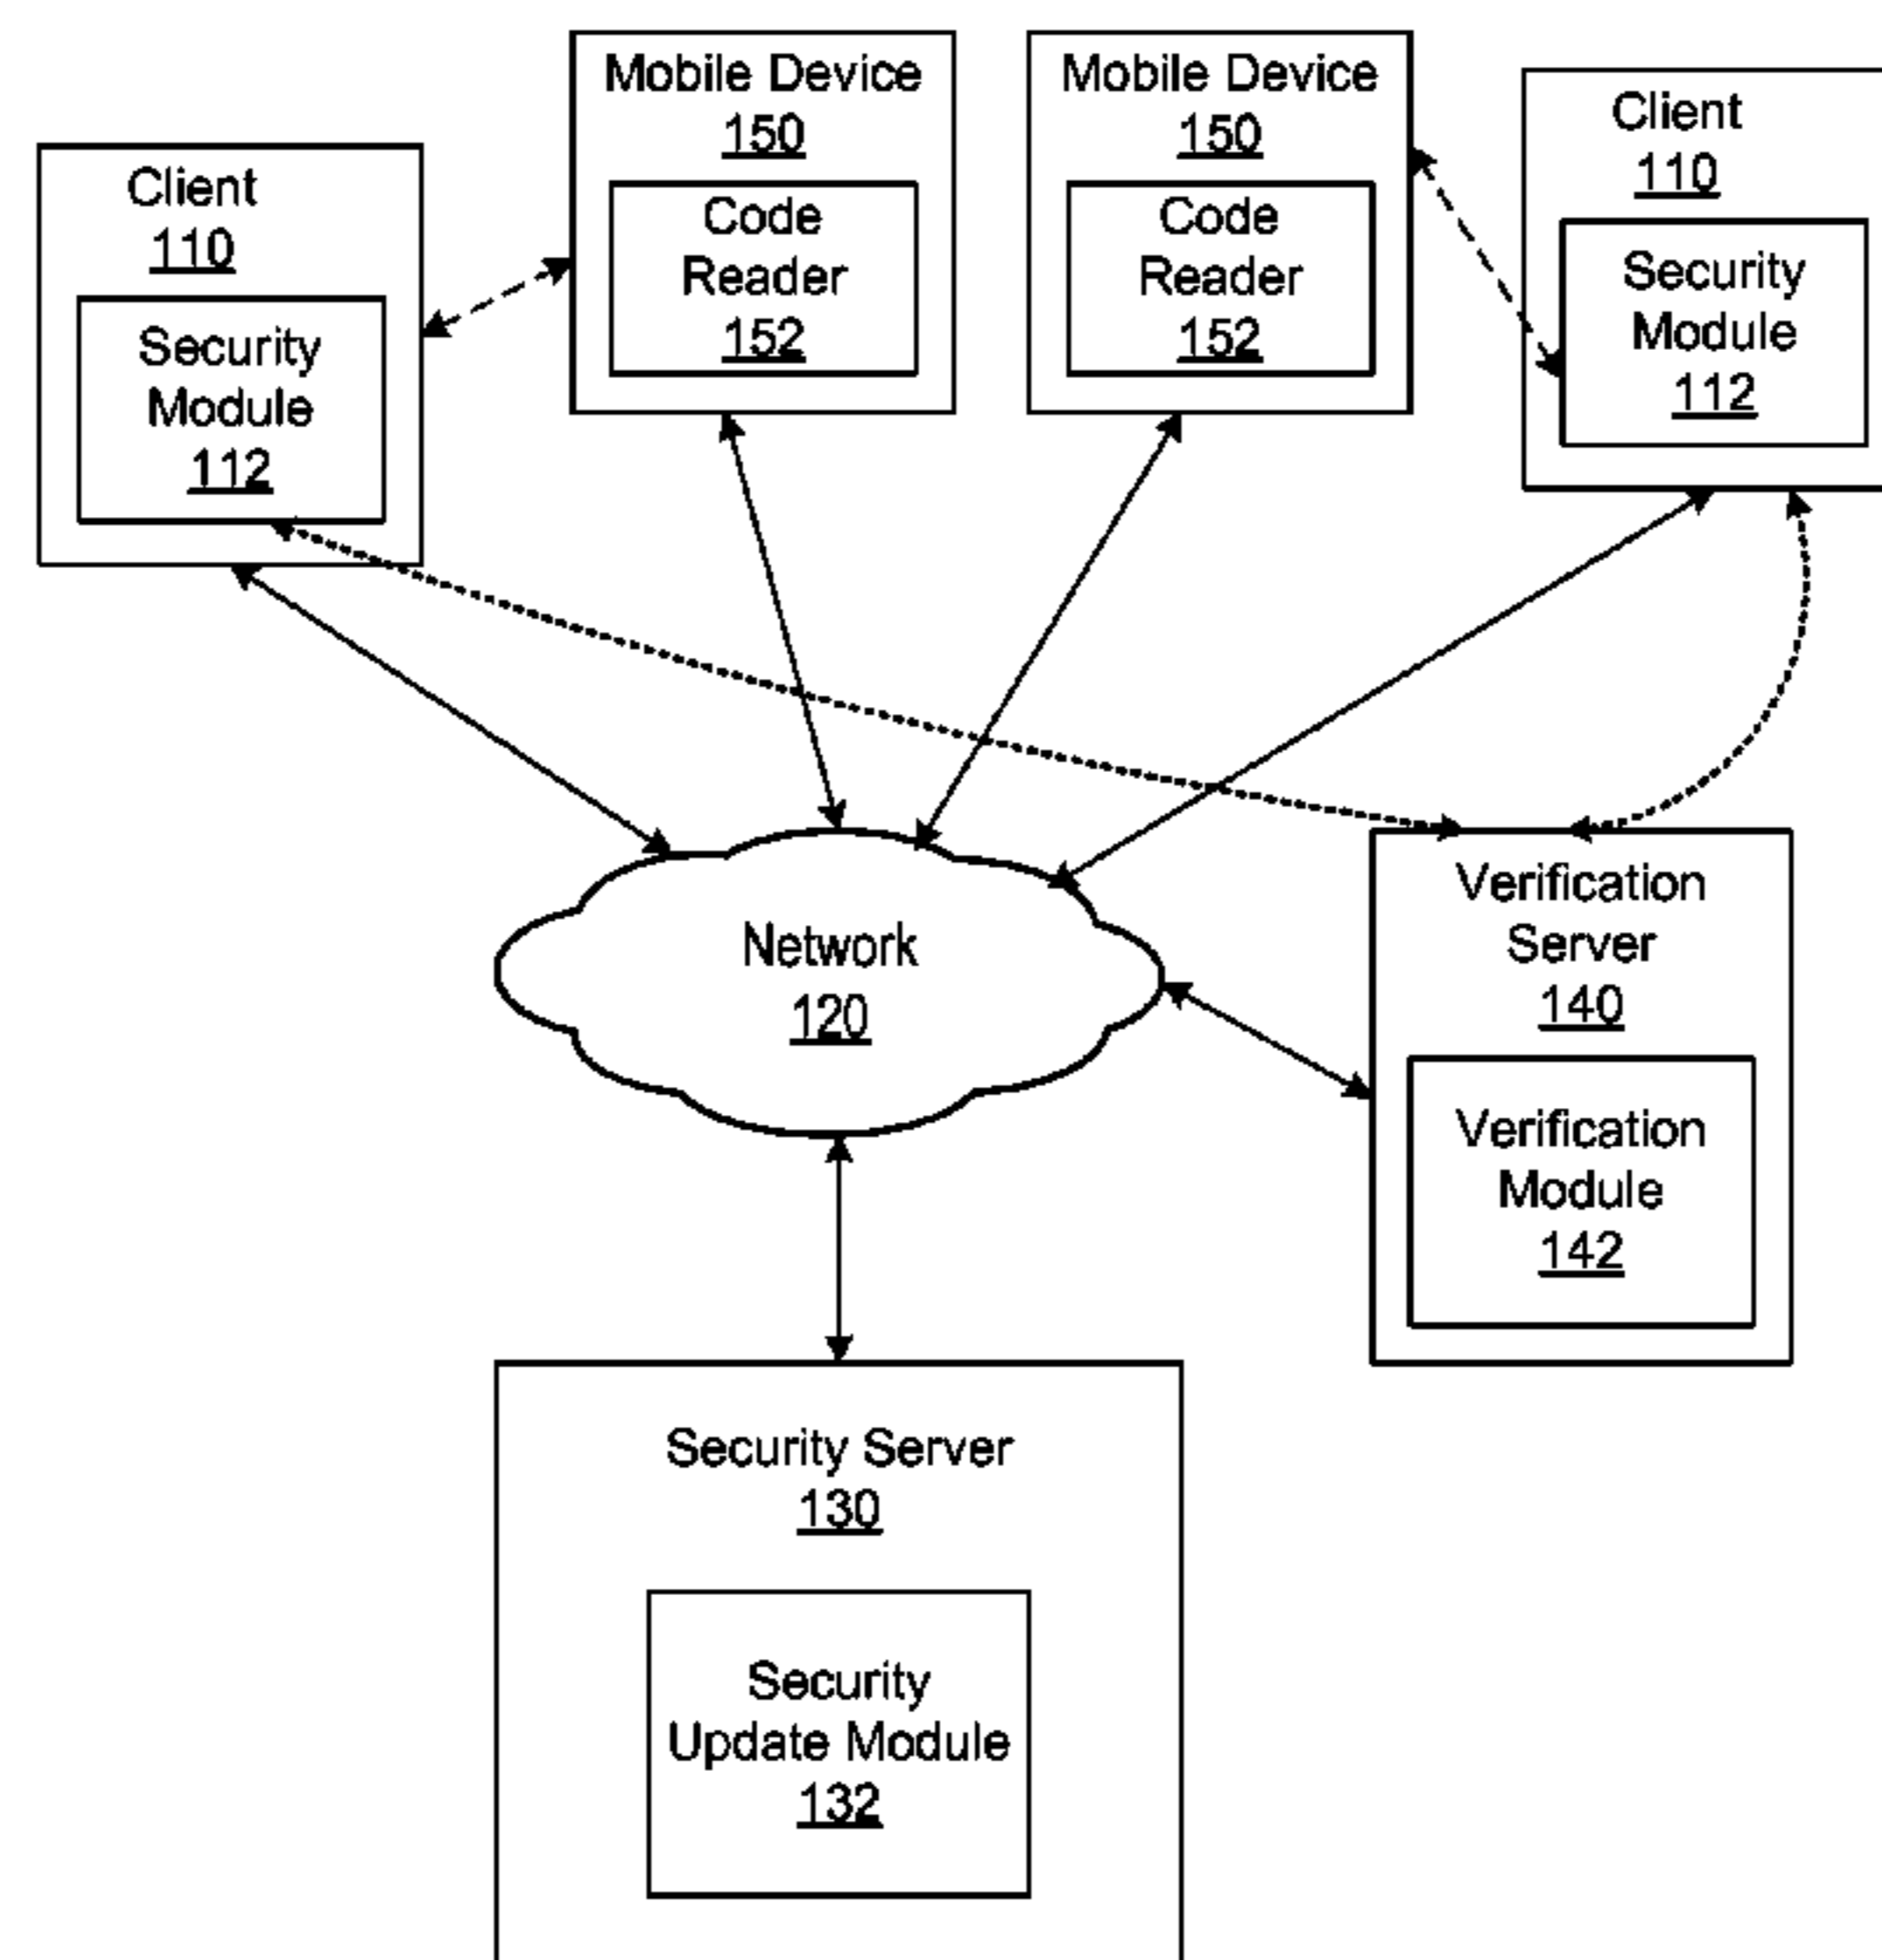 Mobile Device
150
Code
Reader
152
Mobile Device
150
Code
Reader
152
Client
110
Security
Module
112
Client
110
Security
Module
112
Network
120
Verification
Server
140
Verification
Module
142
Security Server
130
Security
Update Module
132